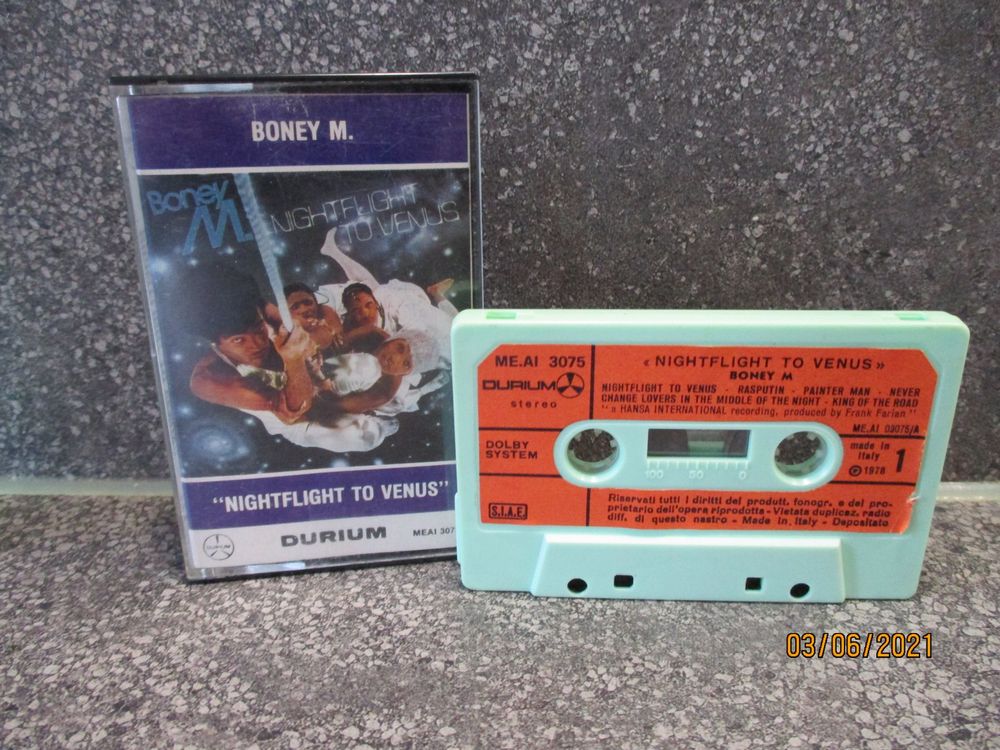 BONEY M.
Boney M.
NIGHTFLIGHT
TO VENUS
"NIGHTFLIGHT TO VENUS"
DURIUM
MEAI 307
ME.AI 3075
DURIUM
stereo
DOLBY
SYSTEM
S.I.A.E.
« NIGHTFLIGHT TO VENUS »
BONEY M
NIGHTFLIGHT TO VENUS - RASPUTIN - PAINTER MAN - NEVER
CHANGE LOVERS IN THE MIDDLE OF THE NIGHT - KING OF THE ROAD
HANSA INTERNATIONAL recording, produced by Frank Farian "
ME.AI 03075/A
made in
Italy
℗ 1978
1
100 50 0
Riservati tutti i diritti del produtt. fonogr. e del pro-
prietario dell'opera riprodotta - Vietata duplicaz. radio
diff. di questo nastro - Made in Italy - Depositato
03/06/2021